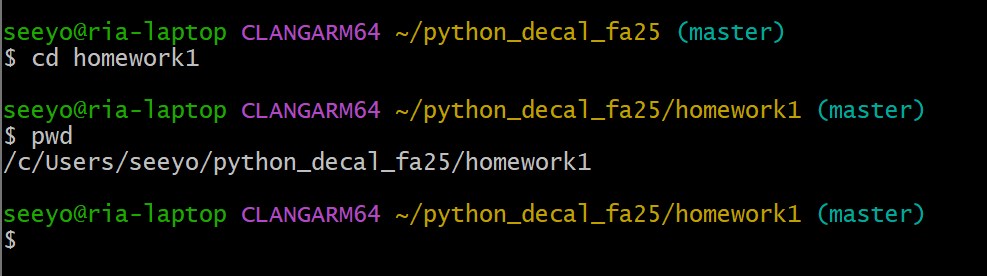 seeyo@ria-laptop CLANGARM64 ~/python_decal_fa25 (master)
$ cd homework1
seeyo@ria-laptop CLANGARM64 ~/python_decal_fa25/homework1 (master)
$ pwd
/c/Users/seeyo/python_decal_fa25/homework1
seeyo@ria-laptop CLANGARM64 ~/python_decal_fa25/homework1 (master)
$